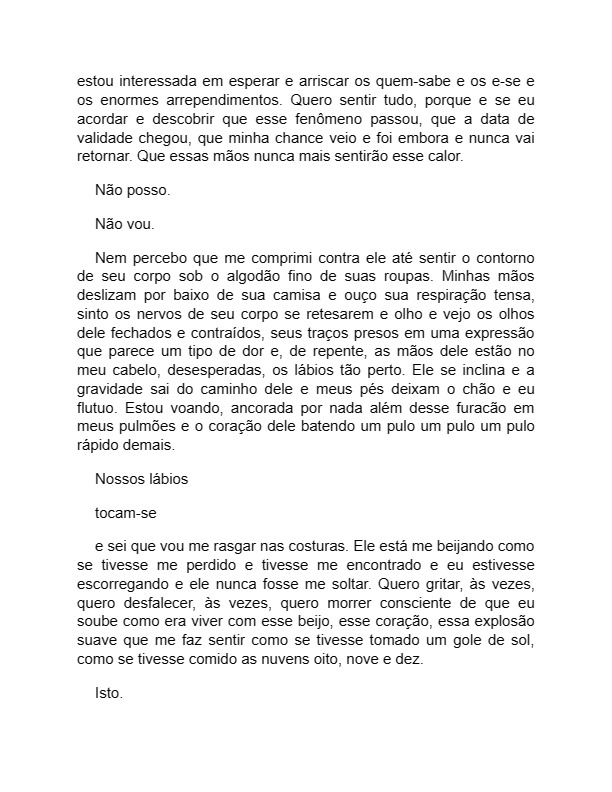 estou interessada em esperar e arriscar os quem-sabe e os e-se e
os enormes arrependimentos. Quero sentir tudo, porque e se eu
acordar e descobrir que esse fenômeno passou, que a data de
validade chegou, que minha chance veio e foi embora e nunca vai
retornar. Que essas mãos nunca mais sentirão esse calor.
Não posso.
Não vou.
Nem percebo que me comprimi contra ele até sentir o contorno
de seu corpo sob o algodão fino de suas roupas. Minhas mãos
deslizam por baixo de sua camisa e ouço sua respiração tensa,
sinto os nervos de seu corpo se retesarem e olho e vejo os olhos
dele fechados e contraídos, seus traços presos em uma expressão
que parece um tipo de dor e, de repente, as mãos dele estão no
meu cabelo, desesperadas, os lábios tão perto. Ele se inclina e a
gravidade sai do caminho dele e meus pés deixam o chão e eu
flutuo. Estou voando, ancorada por nada além desse furacão em
meus pulmões e o coração dele batendo um pulo um pulo um pulo
rápido demais.
Nossos lábios
tocam-se
e sei que vou me rasgar nas costuras. Ele está me beijando como
se tivesse me perdido e tivesse me encontrado e eu estivesse
escorregando e ele nunca fosse me soltar. Quero gritar, às vezes,
quero desfalecer, às vezes, quero morrer consciente de que eu
soube como era viver com esse beijo, esse coração, essa explosão
suave que me faz sentir como se tivesse tomado um gole de sol,
como se tivesse comido as nuvens oito, nove e dez.
Isto.